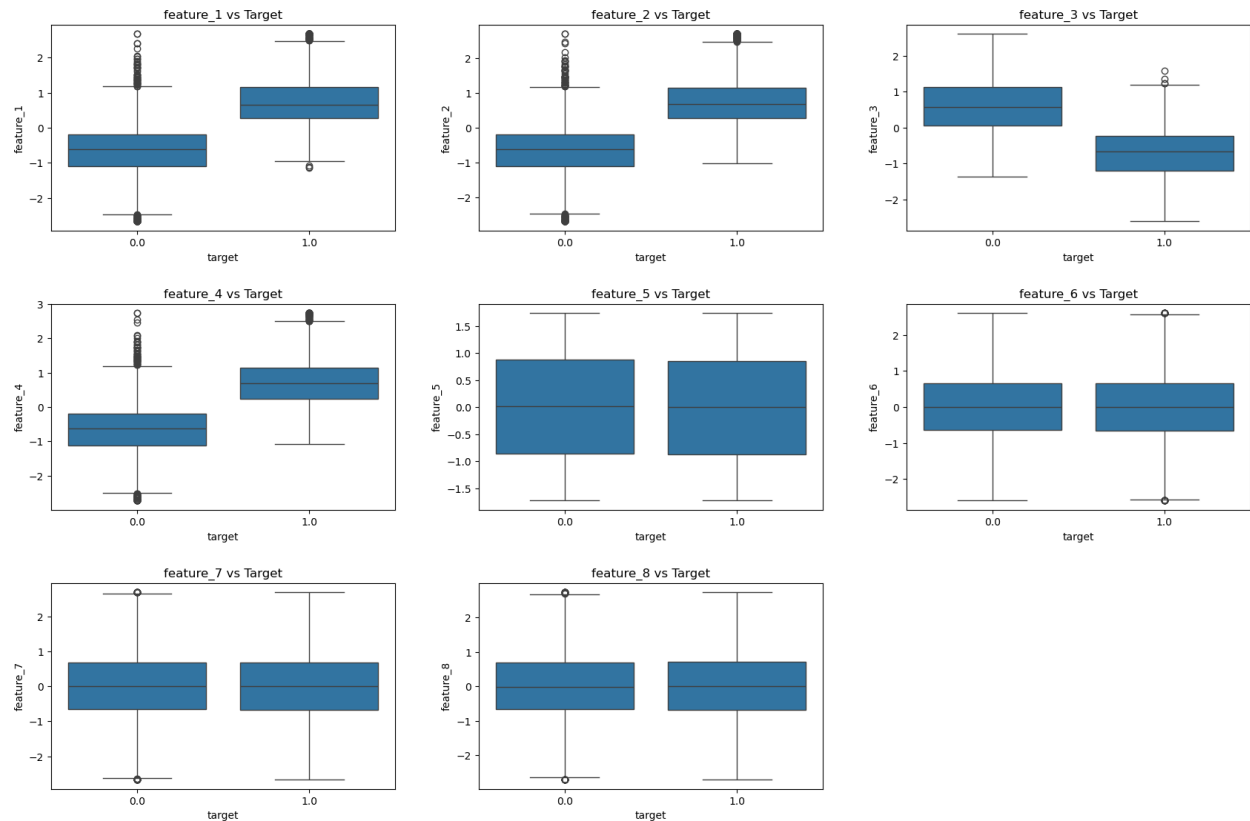 feature_1 vs Target
feature_2 vs Target
feature_3 vs Target
feature_1
2
1
0
−1
−2
0.0
1.0
target
feature_2
2
1
0
−1
−2
0.0
1.0
target
feature_3
2
1
0
−1
−2
0.0
1.0
target
feature_4 vs Target
feature_5 vs Target
feature_6 vs Target
feature_4
3
2
1
0
−1
−2
0.0
1.0
target
feature_5
1.5
1.0
0.5
0.0
−0.5
−1.0
−1.5
0.0
1.0
target
feature_6
2
1
0
−1
−2
0.0
1.0
target
feature_7 vs Target
feature_8 vs Target
feature_7
2
1
0
−1
−2
0.0
1.0
target
feature_8
2
1
0
−1
−2
0.0
1.0
target